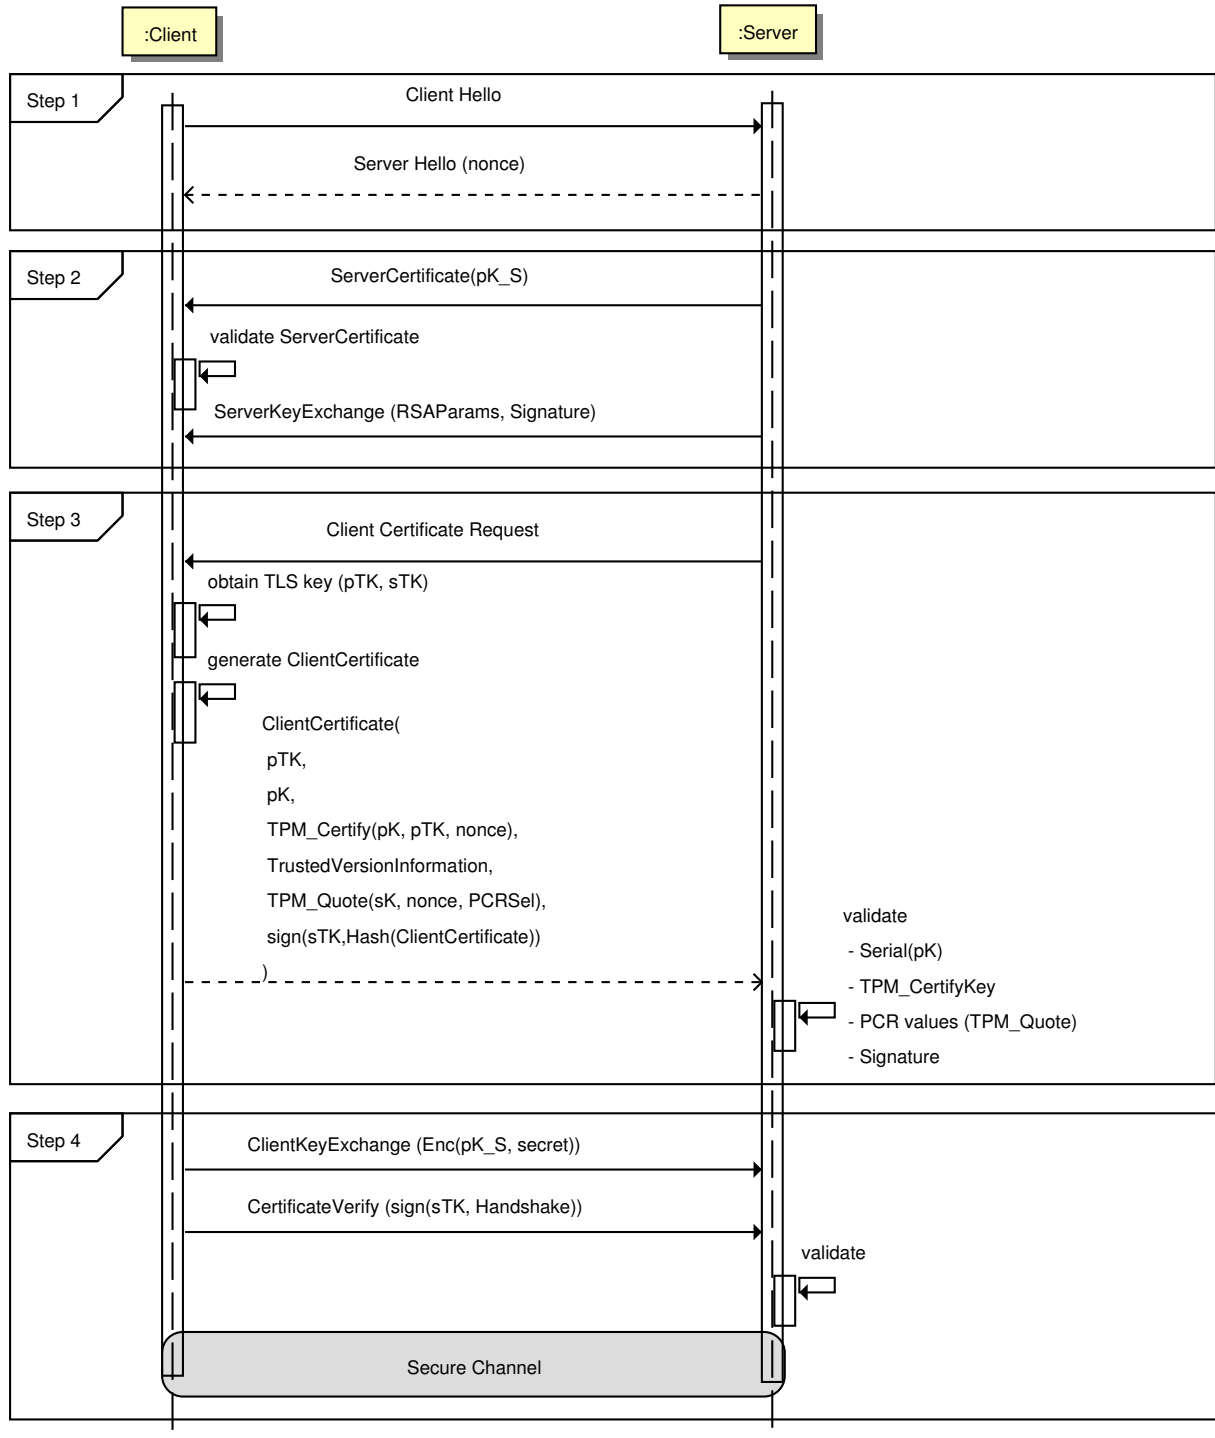 :Client
:Server
Step 1
Client Hello
Server Hello (nonce)
Step 2
ServerCertificate(pK_S)
validate ServerCertificate
ServerKeyExchange (RSAParams, Signature)
Step 3
Client Certificate Request
obtain TLS key (pTK, sTK)
generate ClientCertificate
ClientCertificate(
pTK,
pK,
TPM_Certify(pK, pTK, nonce),
TrustedVersionInformation,
TPM_Quote(sK, nonce, PCRSel),
sign(sTK,Hash(ClientCertificate))
)
validate
- Serial(pK)
- TPM_CertifyKey
- PCR values (TPM_Quote)
- Signature
Step 4
ClientKeyExchange (Enc(pK_S, secret))
CertificateVerify (sign(sTK, Handshake))
validate
Secure Channel